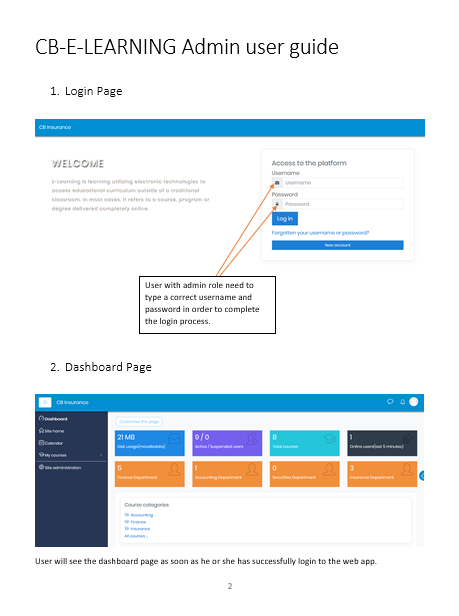 CB-E-LEARNING Admin user guide
1. Login Page
CB Insurance
WELCOME
E-Learning is learning utilizing electronic technologies to
access educational curriculum outside of a traditional
classroom. In most cases, it refers to a course, program or
degree delivered completely online.
Access to the platform
Username
Username
Password
Password
Log in
Forgotten your username or password?
New account
User with admin role need to
type a correct username and
password in order to complete
the login process.
2. Dashboard Page
CB Insurance
Dashboard
Site home
Calendar
My courses
Site administration
Customise this page
21 MB
Disk usage(moodledata)
9 / 0
Active / Suspended users
8
Total courses
1
Online users(last 5 minutes)
5
Finance Department
1
Accounting Department
0
Securities Department
3
Insurance Department
Course categories
Accounting
Finance
Insurance
All courses ..
User will see the dashboard page as soon as he or she has successfully login to the web app.
2